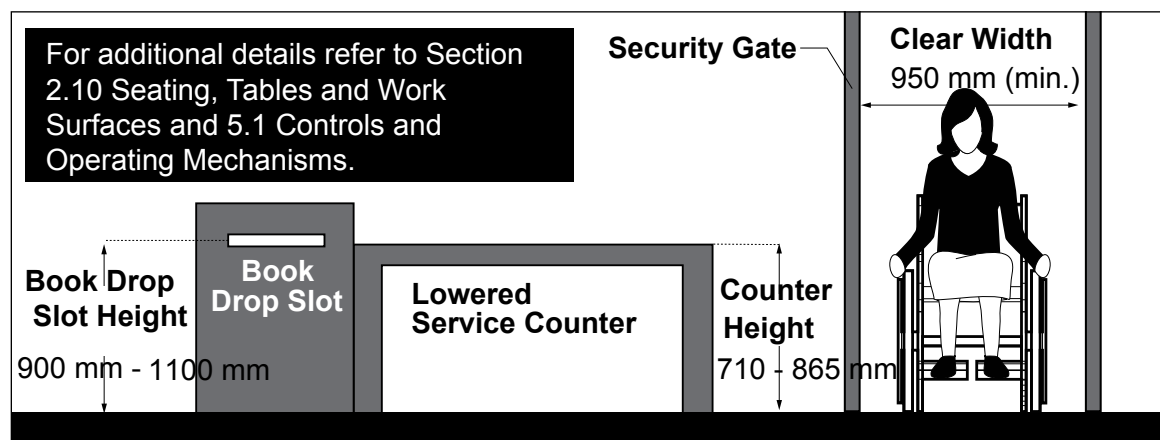 For additional details refer to Section
2.10 Seating, Tables and Work
Surfaces and 5.1 Controls and
Operating Mechanisms.
Security Gate
Clear Width
950 mm (min.)
Book Drop
Slot Height
900 mm - 1100 mm
Book
Drop Slot
Lowered
Service Counter
Counter
Height
710 - 865 mm